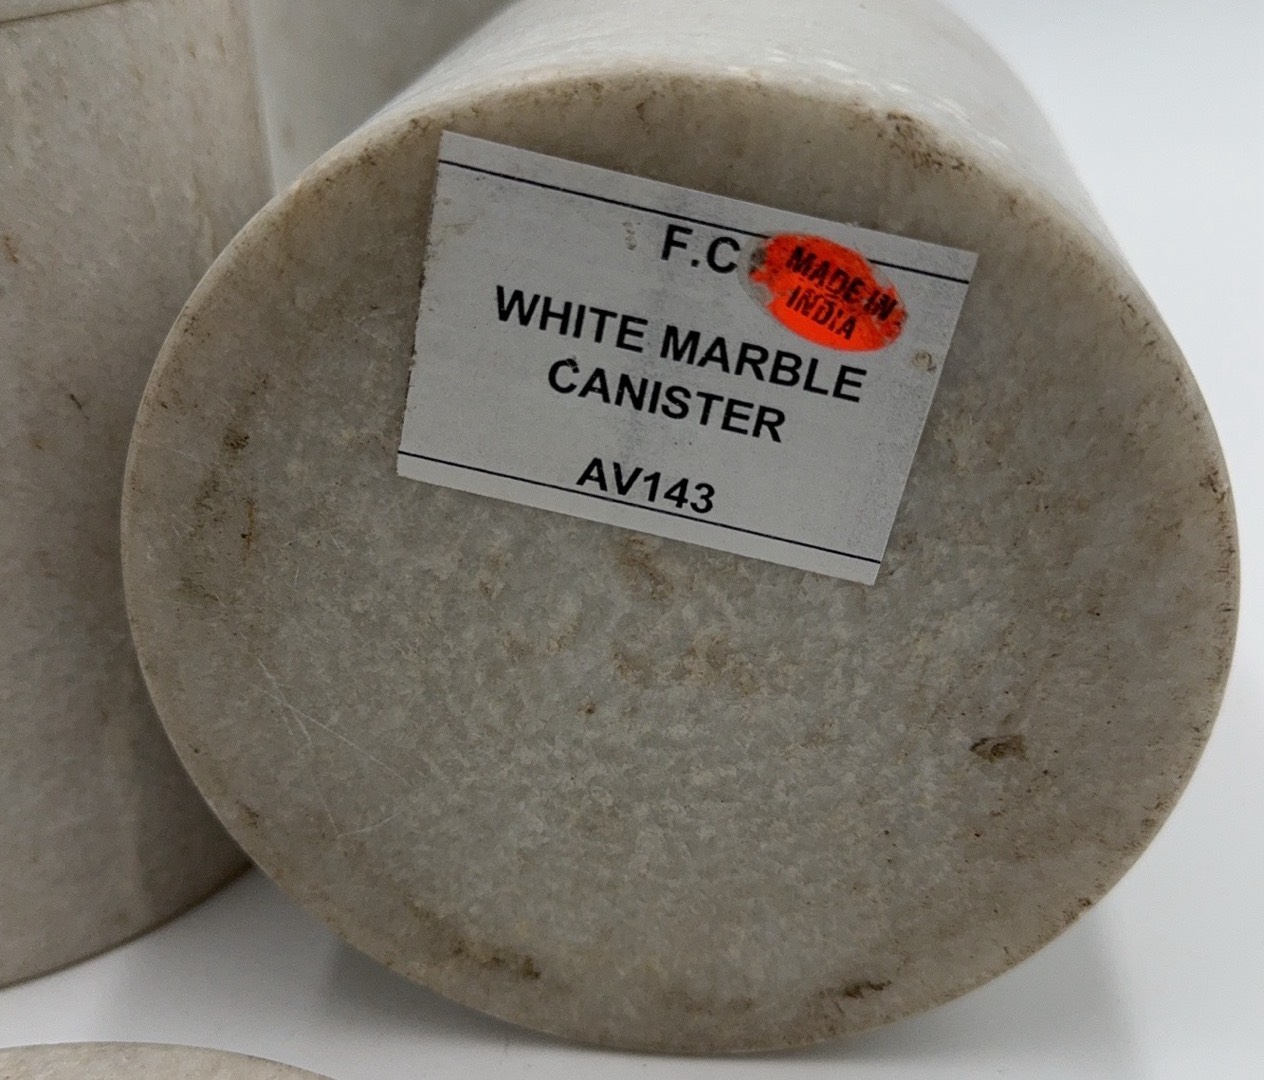 F.C
MADE IN
INDIA
WHITE MARBLE
CANISTER
AV143